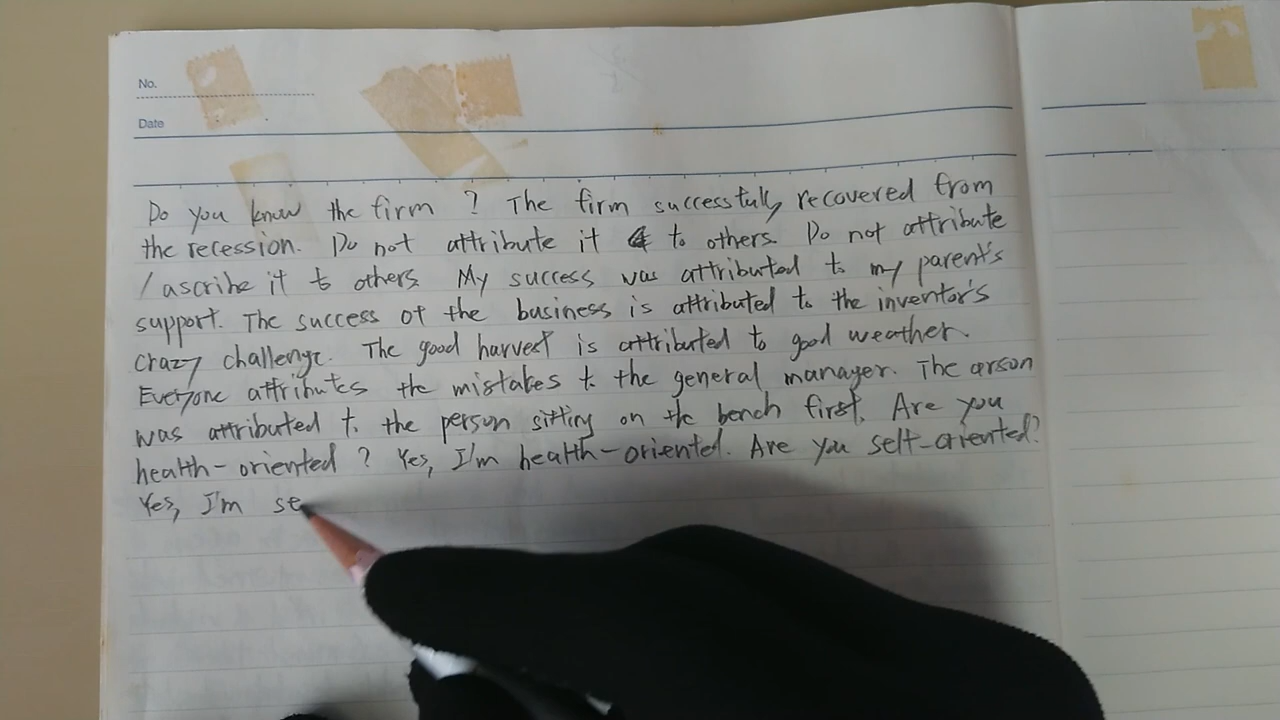 No.
Date
Do you know the firm ? The firm successfully recovered from
the recession. Do not attribute it to others. Do not attribute
/ ascribe it to others. My success was attributed to my parent's
support. The success of the business is attributed to the inventor's
crazy challenge. The good harvest is attributed to good weather.
Everyone attributes the mistakes to the general manager. The arson
was attributed to the person sitting on the bench first. Are you
health-oriented ? Yes, I'm health-oriented. Are you self-oriented?
Yes, I'm se